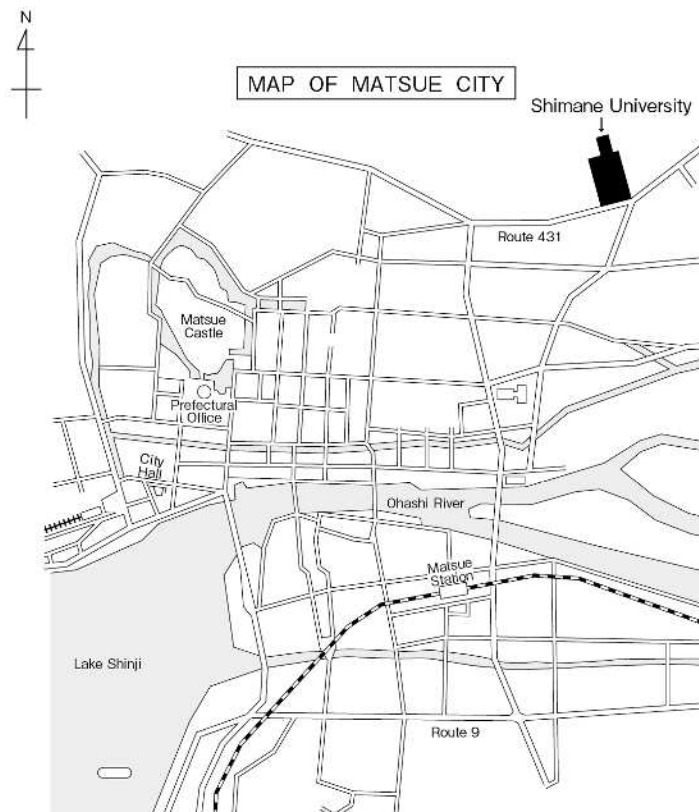 N
MAP OF MATSUE CITY
Shimane University
Route 431
Matsue
Castle
Prefectural
Office
City
Hall
Ohashi River
Matsue
Station
Lake Shinji
Route 9